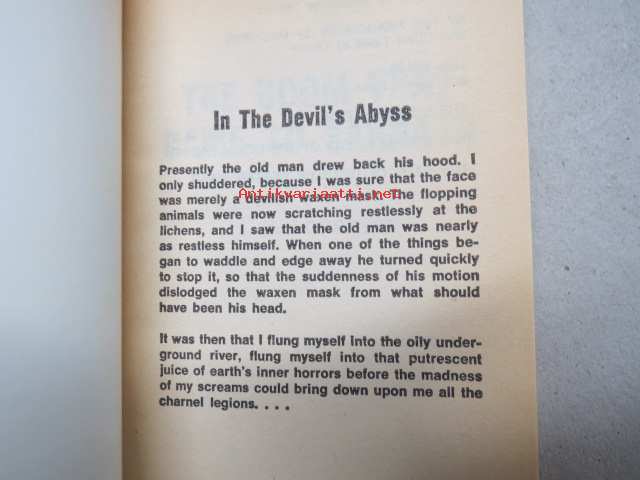 In The Devil's Abyss
Presently the old man drew back his hood. I
only shuddered, because I was sure that the face
was merely a devilish waxen mask. The flopping
animals were now scratching restlessly at the
lichens, and I saw that the old man was nearly
as restless himself. When one of the things be-
gan to waddle and edge away he turned quickly
to stop it, so that the suddenness of his motion
dislodged the waxen mask from what should
have been his head.
It was then that I flung myself into the oily under-
ground river, flung myself into that putrescent
juice of earth's inner horrors before the madness
of my screams could bring down upon me all the
charnel legions. . . .
Antikvariaatti.net